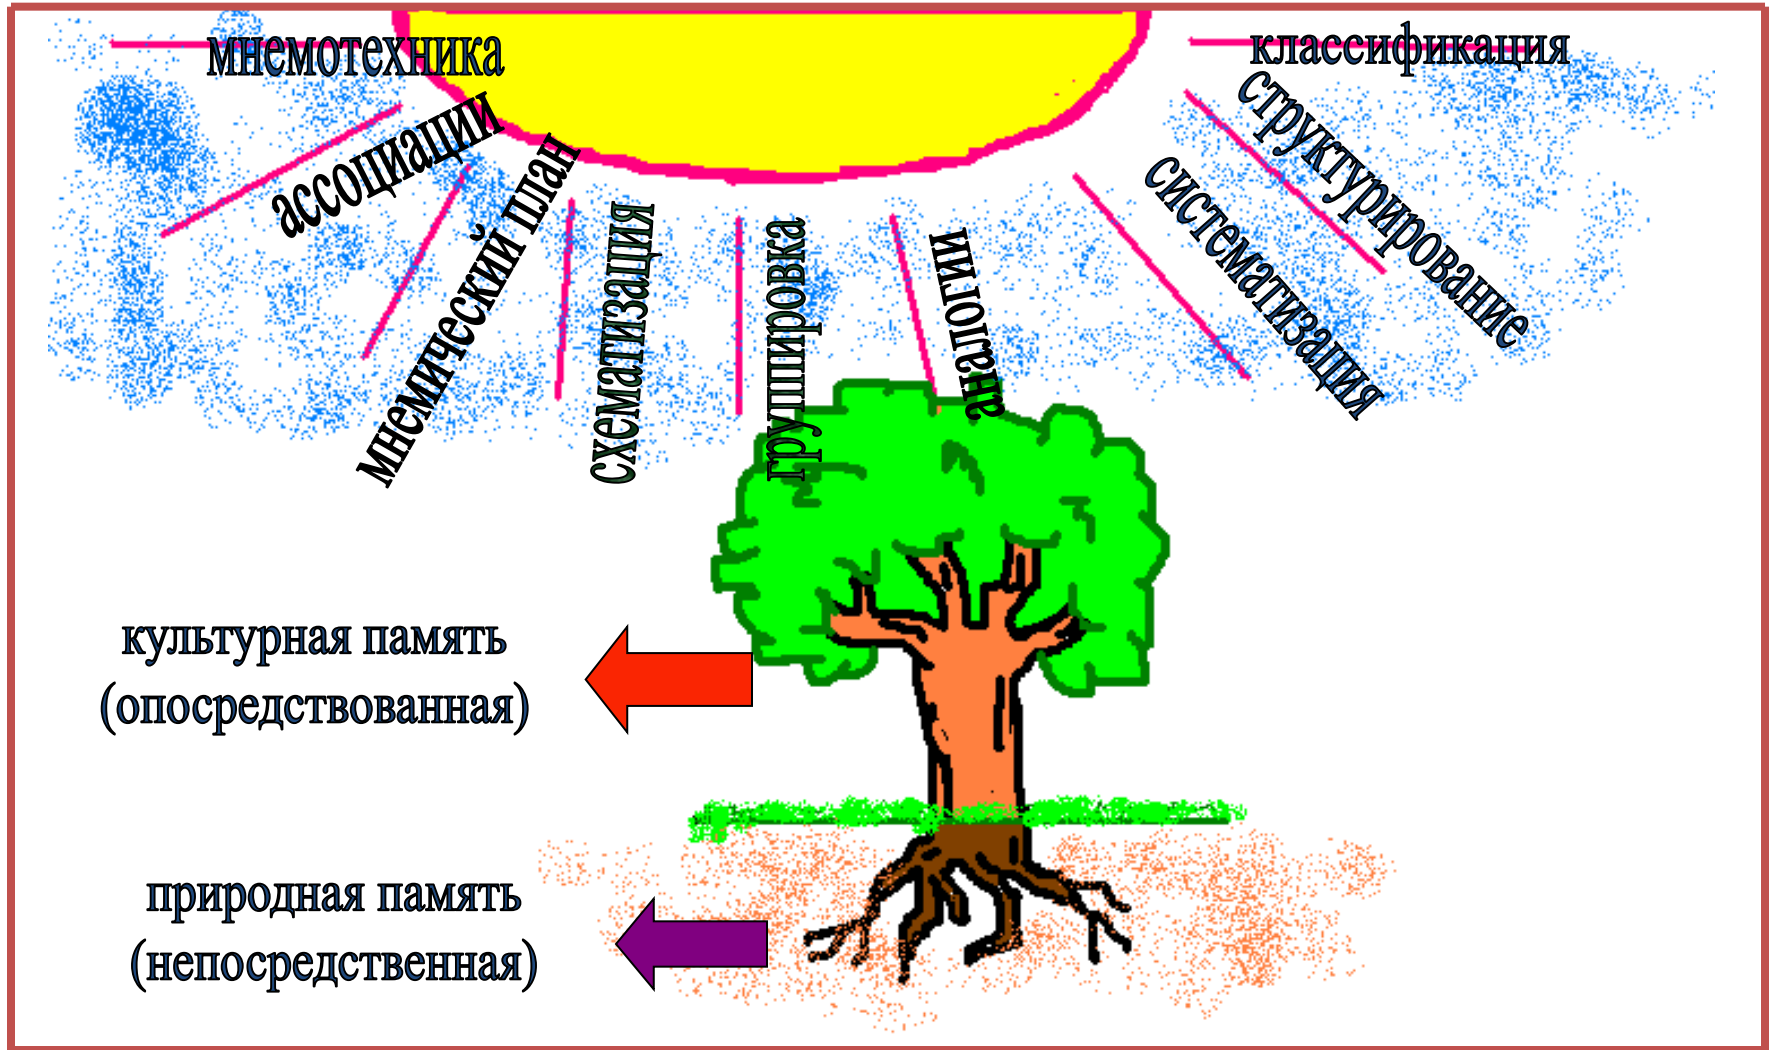 мнемотехника
ассоциации
мнемический план
схематизация
группировка
аналогии
систематизация
структурирование
классификация
культурная память
(опосредствованная)
природная память
(непосредственная)